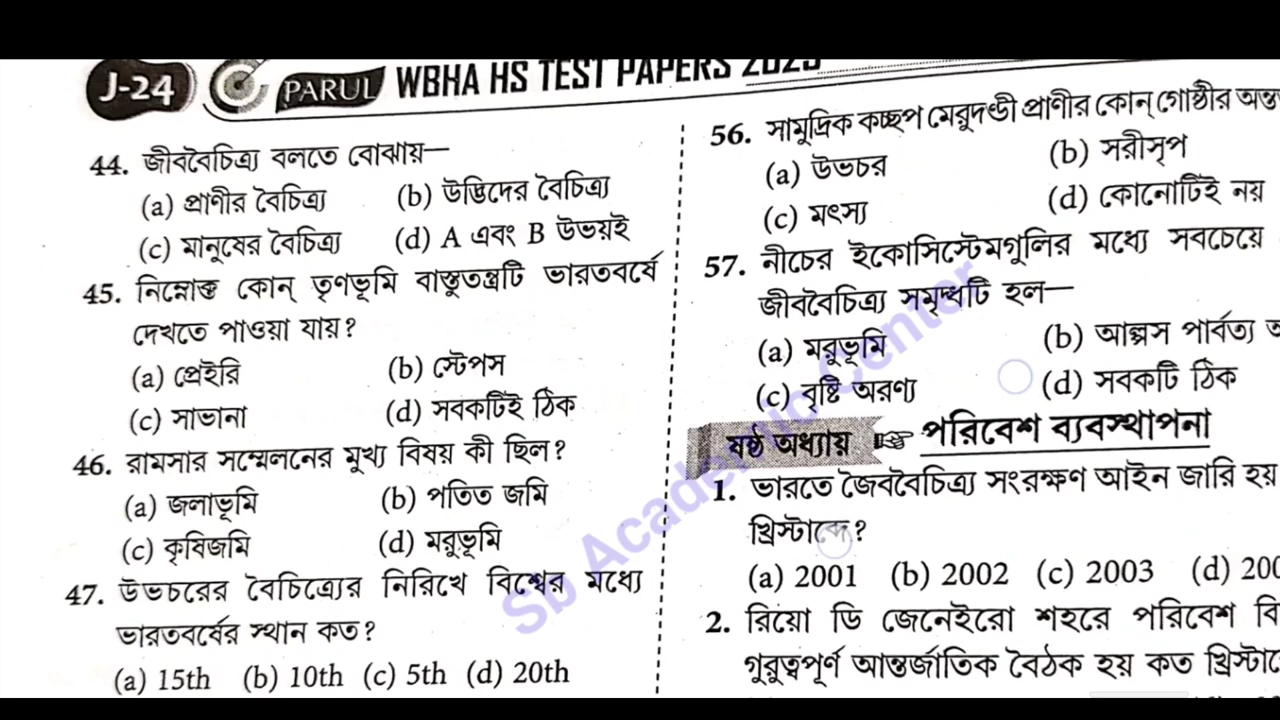 J-24 PARUL WBHA HS TEST PAPERS 2025
44. জীববৈচিত্র্য বলতে বোঝায়—
(a) প্রাণীর বৈচিত্র্য (b) উদ্ভিদের বৈচিত্র্য
(c) মানুষের বৈচিত্র্য (d) A এবং B উভয়ই
45. নিম্নোক্ত কোন্ তৃণভূমি বাস্তুতন্ত্রটি ভারতবর্ষে
দেখতে পাওয়া যায়?
(a) প্রেইরি (b) স্টেপস
(c) সাভানা (d) সবকটিই ঠিক
46. রামসার সম্মেলনের মুখ্য বিষয় কী ছিল?
(a) জলাভূমি (b) পতিত জমি
(c) কৃষিজমি (d) মরুভূমি
47. উভচরের বৈচিত্র্যের নিরিখে বিশ্বের মধ্যে
ভারতবর্ষের স্থান কত?
(a) 15th (b) 10th (c) 5th (d) 20th
56. সামুদ্রিক কচ্ছপ মেরুদণ্ডী প্রাণীর কোন্ গোষ্ঠীর
(a) উভচর (b) সরীসৃপ
(c) মৎস্য (d) কোনোটিই নয়
57. নীচের ইকোসিস্টেমগুলির মধ্যে সবচেয়ে
জীববৈচিত্র্য সমৃদ্ধটি হল—
(a) মরুভূমি (b) আল্পস পার্বত্য
(c) বৃষ্টি অরণ্য (d) সবকটি ঠিক
ষষ্ঠ অধ্যায় পরিবেশ ব্যবস্থাপনা
1. ভারতে জৈববৈচিত্র্য সংরক্ষণ আইন জারি হয়
খ্রিস্টাব্দে?
(a) 2001 (b) 2002 (c) 2003 (d)
2. রিয়ো ডি জেনেইরো শহরে পরিবেশ
গুরুত্বপূর্ণ আন্তর্জাতিক বৈঠক হয় কত
Sb Academic Center